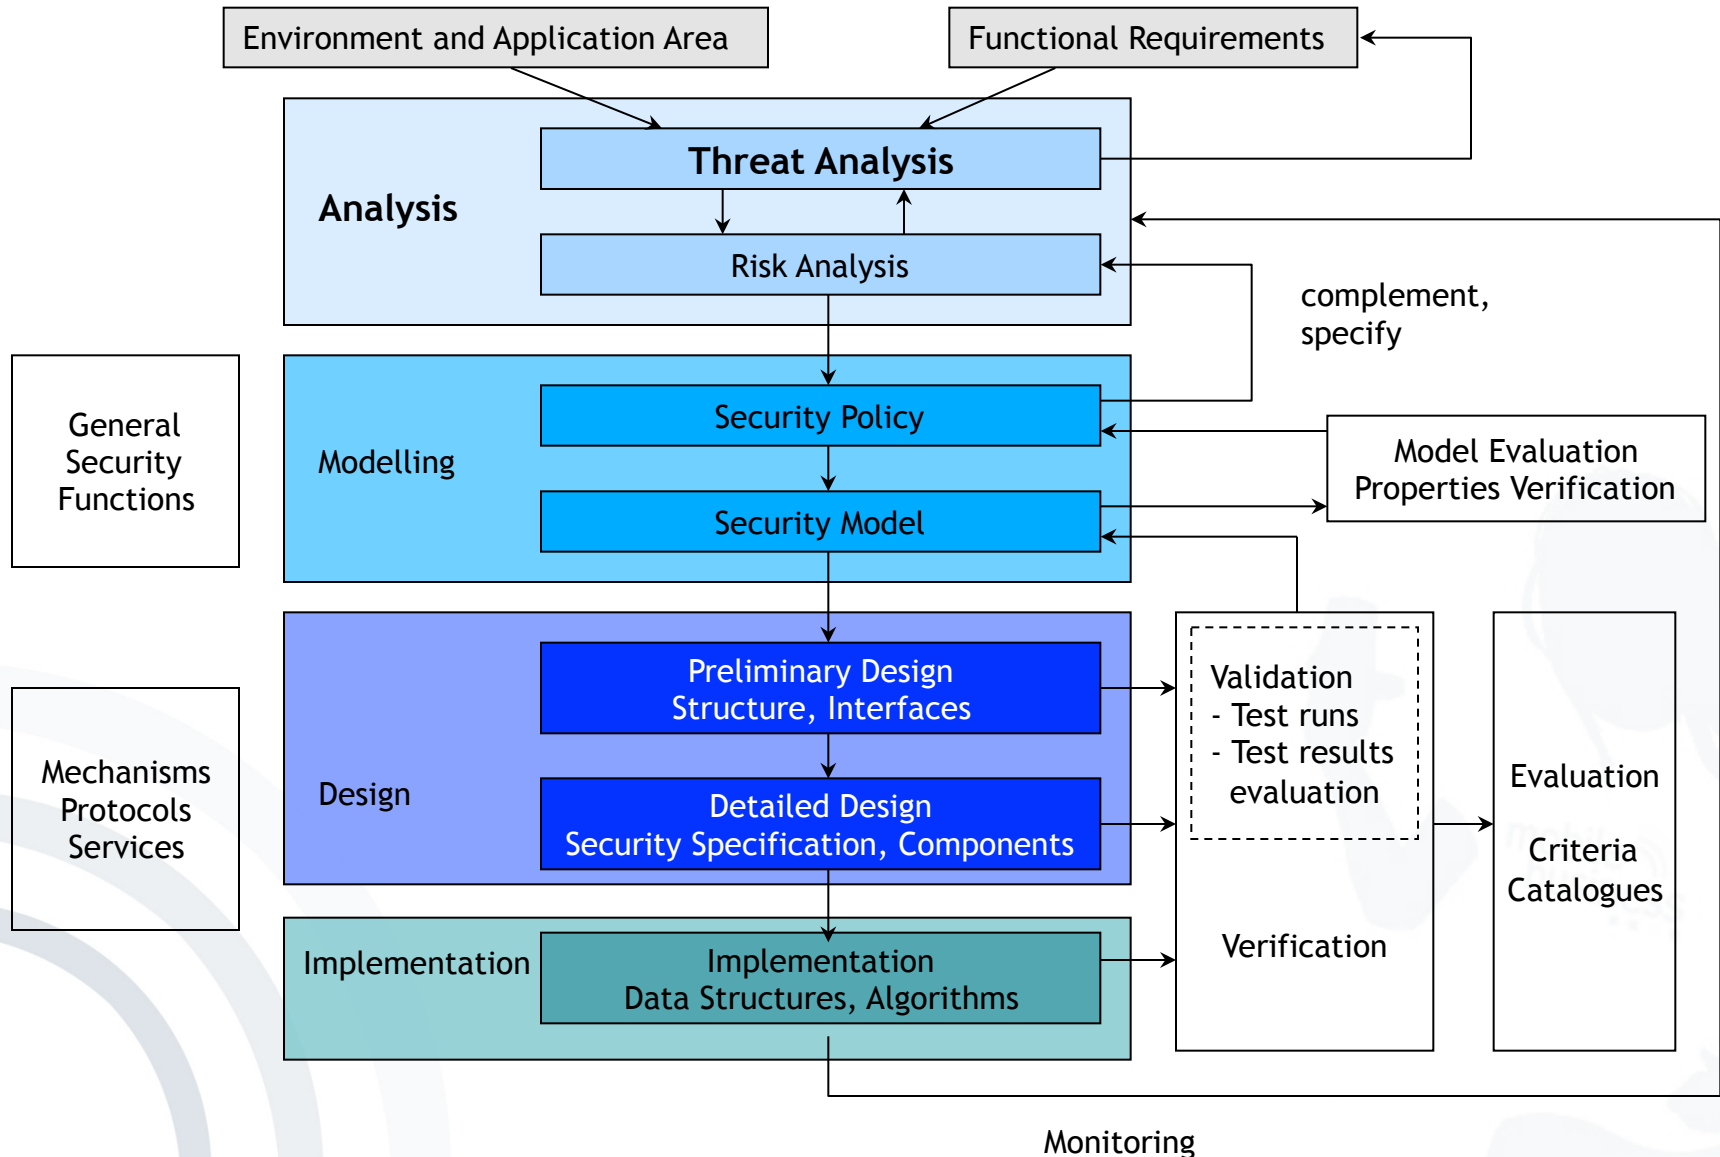 Environment and Application Area
Functional Requirements
Threat Analysis
Analysis
Risk Analysis
complement,
specify
General
Security
Functions
Security Policy
Modelling
Model Evaluation
Properties Verification
Security Model
Preliminary Design
Structure, Interfaces
Validation
- Test runs
- Test results
evaluation
Mechanisms
Protocols
Services
Design
Detailed Design
Security Specification, Components
Evaluation
Criteria
Catalogues
Verification
Implementation
Implementation
Data Structures, Algorithms
Monitoring